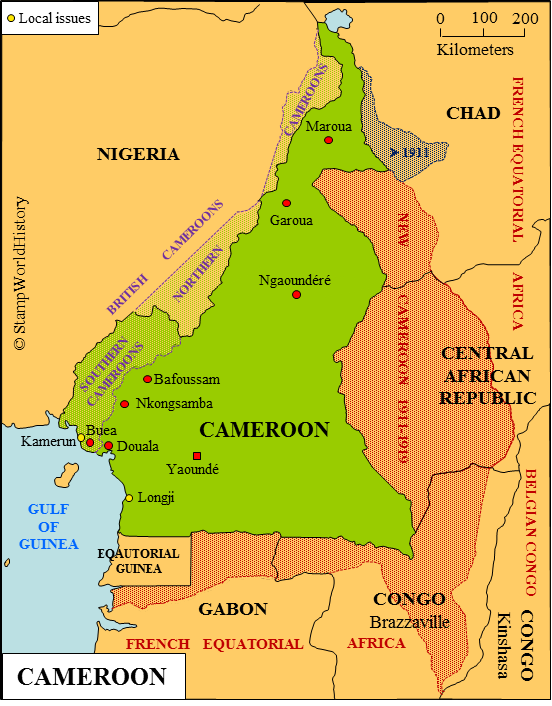 Local issues
0 100 200
Kilometers
CHAD
NIGERIA
CAMEROONS
Maroua
> 1911
FRENCH EQUATORIAL
AFRICA
Garoua
NEW
CAMEROON 1911-1919
BRITISH CAMEROONS
NORTHERN
Ngaoundéré
© StampWorldHistory
SOUTHERN
CAMEROONS
CENTRAL
AFRICAN
REPUBLIC
Bafoussam
Nkongsamba
CAMEROON
Buea
Kamerun
Douala
Yaoundé
Longji
GULF
OF
GUINEA
EQAUTORIAL
GUINEA
BELGIAN CONGO
GABON
CONGO
Brazzaville
CONGO
Kinshasa
FRENCH EQUATORIAL AFRICA
CAMEROON